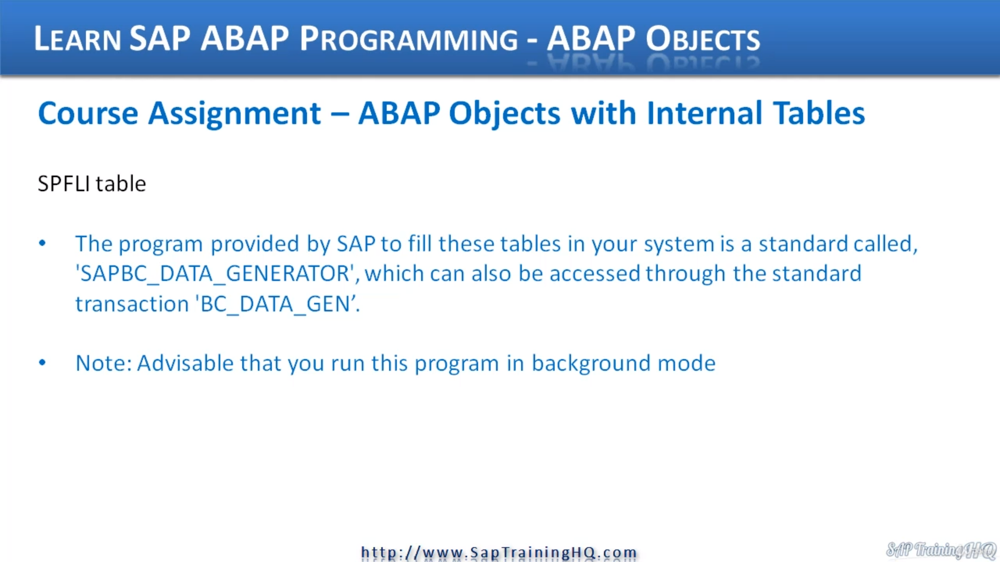 LEARN SAP ABAP PROGRAMMING - ABAP OBJECTS
Course Assignment – ABAP Objects with Internal Tables
SPFLI table
• The program provided by SAP to fill these tables in your system is a standard called,
'SAPBC_DATA_GENERATOR', which can also be accessed through the standard
transaction 'BC_DATA_GEN’.
• Note: Advisable that you run this program in background mode
http://www.SapTrainingHQ.com
SAP TrainingHQ